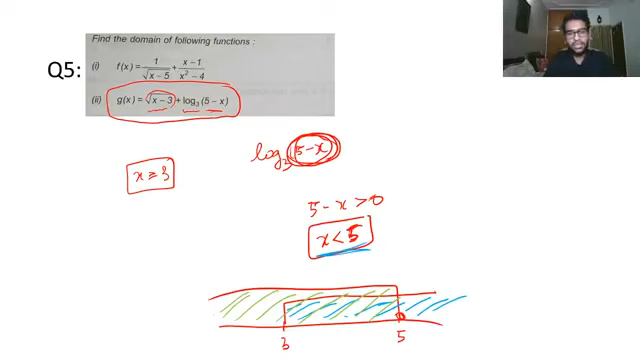 Find the domain of following functions :
Q5:
(i) f(x) = 1/√(x – 5) + (x – 1)/(x² – 4)
(ii) g(x) = √(x – 3) + log₃ (5 – x)
log₃ (5-x)
x ≥ 3
5 - x > 0
x < 5
3 5